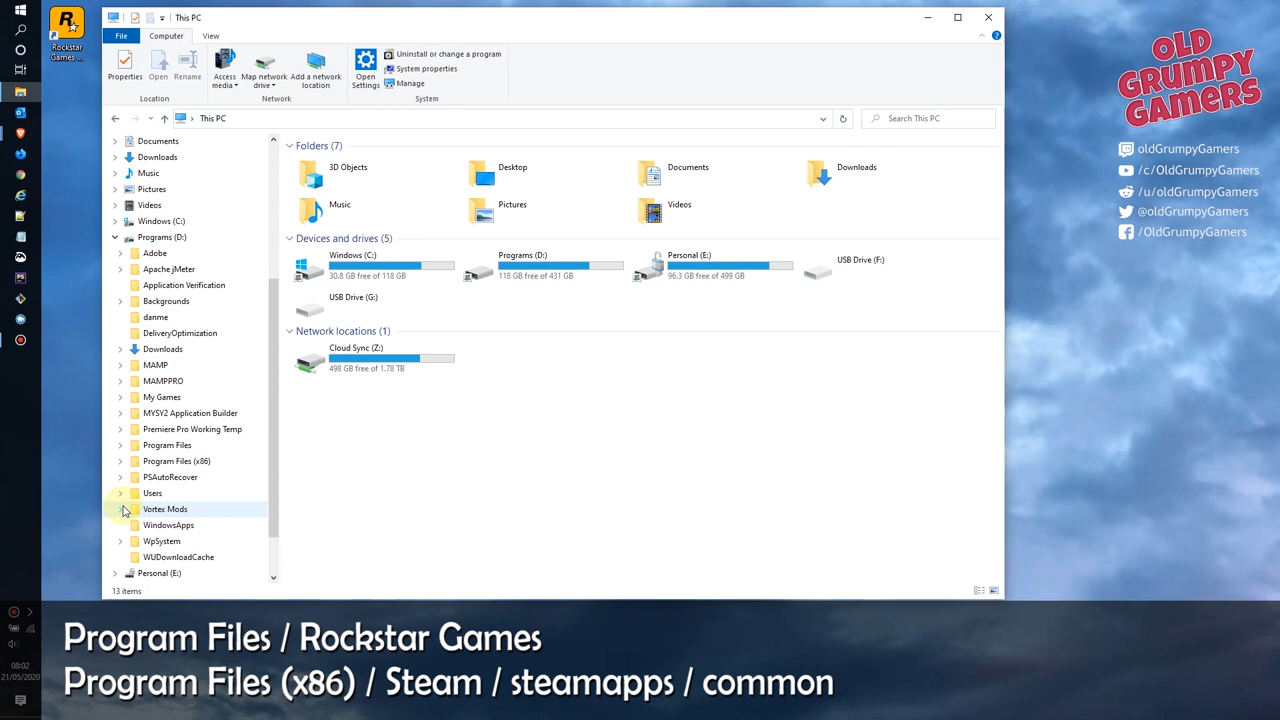 Rockstar
Games ...
This PC
File
Computer
View
Properties
Open
Rename
Access
media
Map network
drive
Add a network
location
Open
Settings
Uninstall or change a program
System properties
Manage
Location
Network
System
This PC
Search This PC
Documents
Downloads
Music
Pictures
Videos
Windows (C:)
Programs (D:)
Adobe
Apache jMeter
Application Verification
Backgrounds
danme
DeliveryOptimization
Downloads
MAMP
MAMPPRO
My Games
MYSY2 Application Builder
Premiere Pro Working Temp
Program Files
Program Files (x86)
PSAutoRecover
Users
Vortex Mods
WindowsApps
WpSystem
WUDownloadCache
Personal (E:)
Folders (7)
3D Objects
Desktop
Documents
Downloads
Music
Pictures
Videos
Devices and drives (5)
Windows (C:)
30.8 GB free of 118 GB
Programs (D:)
118 GB free of 431 GB
Personal (E:)
96.3 GB free of 499 GB
USB Drive (F:)
USB Drive (G:)
Network locations (1)
Cloud Sync (Z:)
498 GB free of 1.78 TB
13 items
OLD
GRUMPY
GAMERS
oldGrumpyGamers
/c/OldGrumpyGamers
/u/oldGrumpyGamers
@oldGrumpyGamers
/OldGrumpyGamers
08:02
21/05/2020
Program Files / Rockstar Games
Program Files (x86) / Steam / steamapps / common